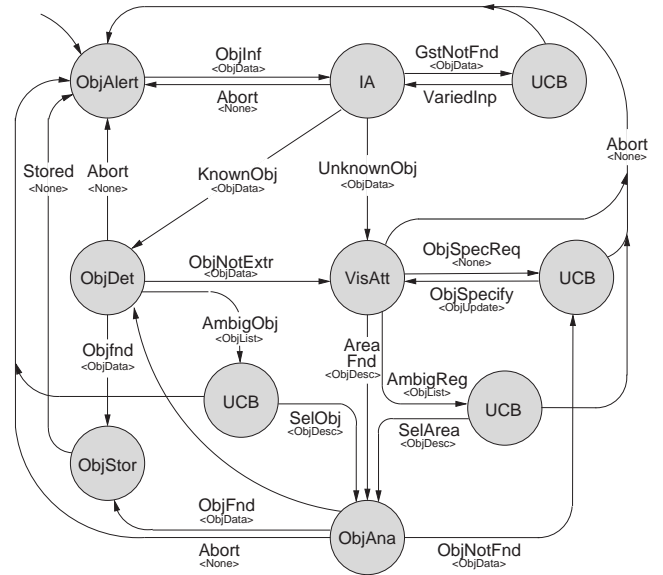 ObjInf
<ObjData>
GstNotFnd
<ObjData>
ObjAlert
IA
UCB
Abort
<None>
VariedInp
Stored
<None>
Abort
<None>
KnownObj
<ObjData>
UnknownObj
<ObjData>
Abort
<None>
ObjNotExtr
<ObjData>
ObjSpecReq
<None>
ObjDet
VisAtt
UCB
ObjSpecify
<ObjUpdate>
AmbigObj
<ObjList>
Objfnd
<ObjData>
Area
Fnd
<ObjDesc>
AmbigReg
<ObjList>
UCB
UCB
SelObj
<ObjDesc>
SelArea
<ObjDesc>
ObjStor
ObjFnd
<ObjData>
ObjAna
Abort
<None>
ObjNotFnd
<ObjData>